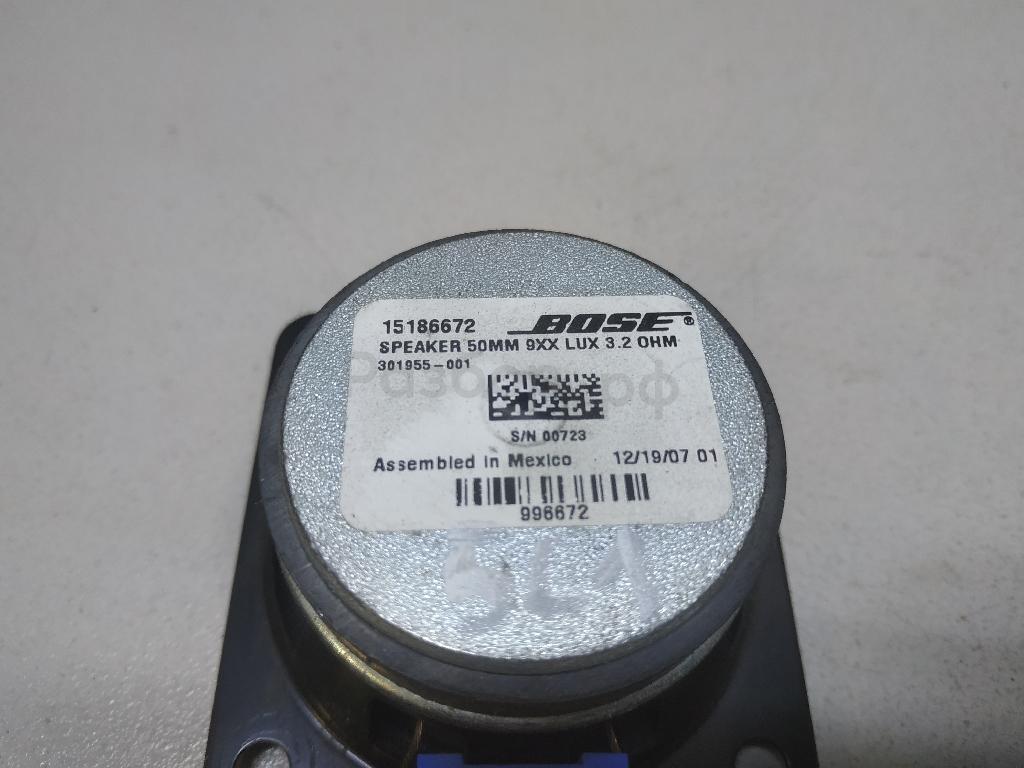 15186672 BOSE®
SPEAKER 50MM 9XX LUX 3.2 OHM
301955-001
S/N 00723
Assembled in Mexico 12/19/07 01
996672